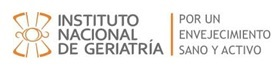 INSTITUTO
NACIONAL
DE GERIATRÍA
POR UN
ENVEJECIMIENTO
SANO Y ACTIVO